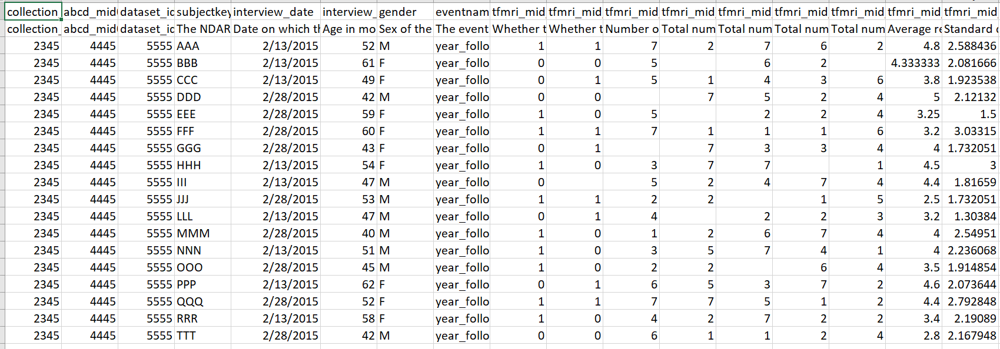 collection_ abcd_mid dataset_id subjectkey interview_date interview_ gender eventnam tfmri_mid tfmri_mid tfmri_mid tfmri_mid tfmri_mid tfmri_mid tfmri_mid tfmri_mid tfmri_mid
collection_ abcd_mid dataset_id The NDAR Date on which th Age in mo Sex of the The event Whether t Whether t Number o Total num Total num Total num Total num Average re Standard
2345 4445 5555 AAA 2/13/2015 52 M year_follo 1 1 7 2 7 6 2 4.8 2.588436
2345 4445 5555 BBB 2/13/2015 61 F year_follo 0 0 5 6 2 4.333333 2.081666
2345 4445 5555 CCC 2/13/2015 49 F year_follo 0 1 5 1 4 3 6 3.8 1.923538
2345 4445 5555 DDD 2/28/2015 42 M year_follo 0 0 7 5 2 4 5 2.12132
2345 4445 5555 EEE 2/28/2015 59 F year_follo 1 0 5 2 2 4 3.25 1.5
2345 4445 5555 FFF 2/28/2015 60 F year_follo 1 1 7 1 1 1 6 3.2 3.03315
2345 4445 5555 GGG 2/28/2015 43 F year_follo 0 1 7 3 3 4 4 1.732051
2345 4445 5555 HHH 2/13/2015 54 F year_follo 1 0 3 7 7 1 4.5 3
2345 4445 5555 III 2/13/2015 47 M year_follo 0 5 2 4 7 4 4.4 1.81659
2345 4445 5555 JJJ 2/28/2015 53 M year_follo 1 1 2 2 1 5 2.5 1.732051
2345 4445 5555 LLL 2/13/2015 47 M year_follo 0 1 4 2 2 3 3.2 1.30384
2345 4445 5555 MMM 2/28/2015 40 M year_follo 1 0 1 2 6 7 4 4 2.54951
2345 4445 5555 NNN 2/13/2015 51 M year_follo 1 0 3 5 7 4 1 4 2.236068
2345 4445 5555 OOO 2/28/2015 45 M year_follo 1 0 2 2 6 4 3.5 1.914854
2345 4445 5555 PPP 2/13/2015 62 F year_follo 0 1 6 5 3 7 2 4.6 2.073644
2345 4445 5555 QQQ 2/28/2015 52 F year_follo 1 1 7 7 5 1 2 4.4 2.792848
2345 4445 5555 RRR 2/13/2015 58 F year_follo 1 0 4 2 7 2 2 3.4 2.19089
2345 4445 5555 TTT 2/28/2015 42 M year_follo 0 0 6 1 1 2 4 2.8 2.167948